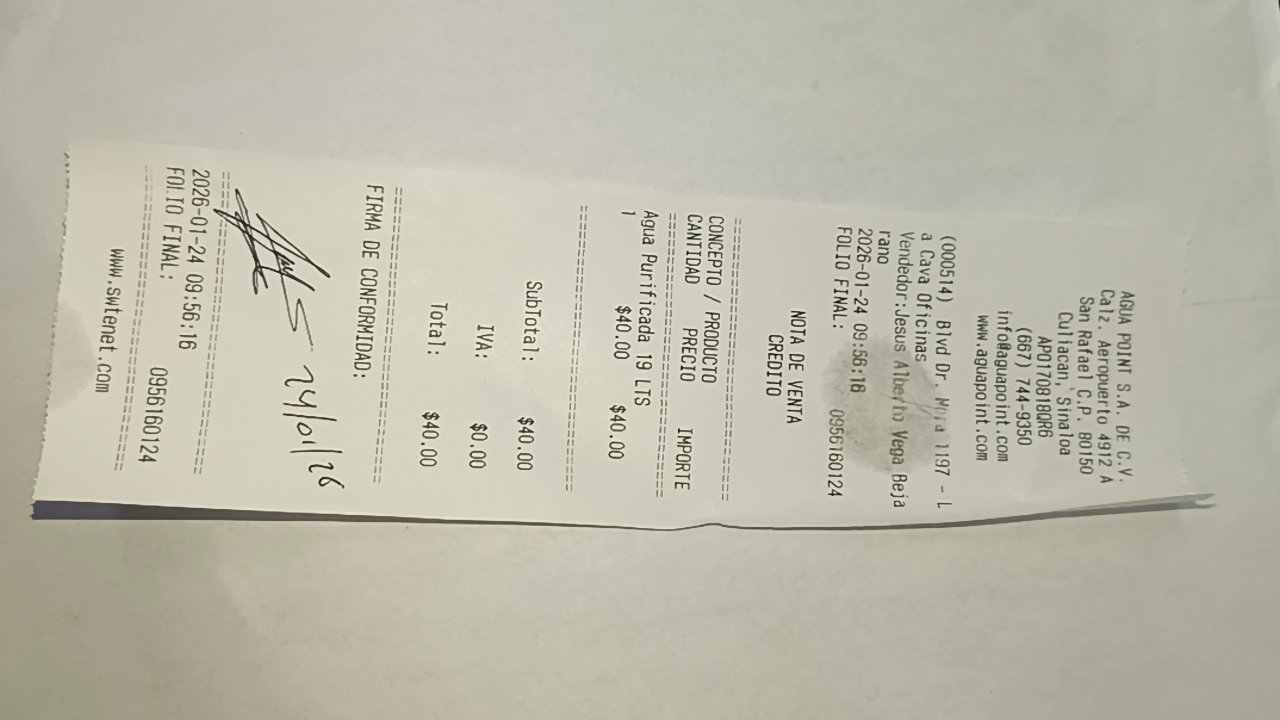 AGUA POINT S.A. DE C.V.
Calz. Aeropuerto 4912 A
San Rafael C.P. 80150
Culiacan, Sinaloa
APO170818QR6
(667) 744-9350
info@aguapoint.com
www.aguapoint.com
(000514) Blvd Dr. Mora 1197 - L
a Cava Oficinas
Vendedor:Jesus Alberto Vega Beja
rano
2026-01-24 09:56:16
FOLIO FINAL: 0956160124
NOTA DE VENTA
CREDITO
CONCEPTO / PRODUCTO
CANTIDAD PRECIO IMPORTE
Agua Purificada 19 LTS
1 $40.00 $40.00
SubTotal: $40.00
IVA: $0.00
Total: $40.00
FIRMA DE CONFORMIDAD:
24/01/26
2026-01-24 09:56:16
FOLIO FINAL: 0956160124
www.swtenet.com